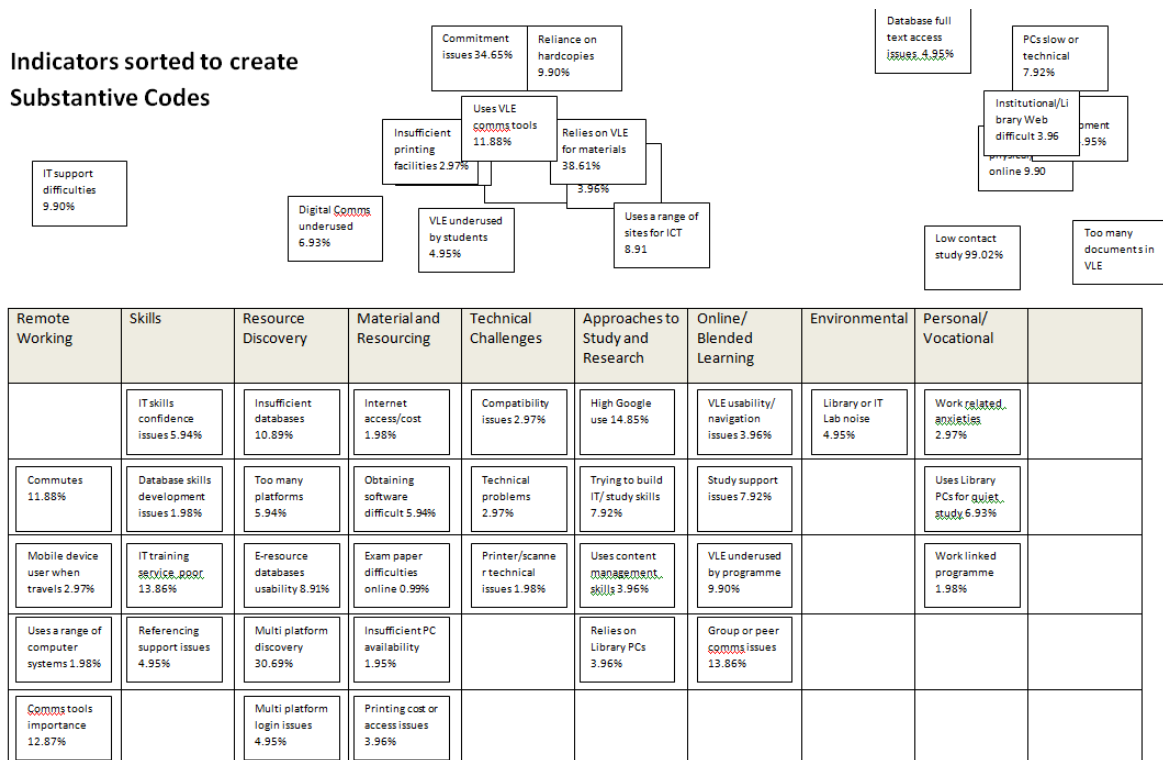 Indicators sorted to create
Substantive Codes
Commitment
issues 34.65%
Reliance on
hardcopies
9.90%
Database full
text access
issues 4.95%
PCs slow or
technical
7.92%
Uses VLE
comms tools
11.88%
Insufficient
printing
facilities 2.97%
Relies on VLE
for materials
38.61%
3.96%
Institutional/Li
brary Web
difficult 3.96
online 9.90
IT support
difficulties
9.90%
Digital Comms
underused
6.93%
VLE underused
by students
4.95%
Uses a range of
sites for ICT
8.91
Low contact
study 99.02%
Too many
documents in
VLE
Remote
Working
Skills
Resource
Discovery
Material and
Resourcing
Technical
Challenges
Approaches to
Study and
Research
Online/
Blended
Learning
Environmental
Personal/
Vocational
IT skills
confidence
issues 5.94%
Insufficient
databases
10.89%
Internet
access/cost
1.98%
Compatibility
issues 2.97%
High Google
use 14.85%
VLE usability/
navigation
issues 3.96%
Library or IT
Lab noise
4.95%
Work related
anxieties
2.97%
Commutes
11.88%
Database skills
development
issues 1.98%
Too many
platforms
5.94%
Obtaining
software
difficult 5.94%
Technical
problems
2.97%
Trying to build
IT/ study skills
7.92%
Study support
issues 7.92%
Uses Library
PCs for quiet
study 6.93%
Mobile device
user when
travels 2.97%
IT training
service poor
13.86%
E-resource
databases
usability 8.91%
Exam paper
difficulties
online 0.99%
Printer/scanne
r technical
issues 1.98%
Uses content
management
skills 3.96%
VLE underused
by programme
9.90%
Work linked
programme
1.98%
Uses a range of
computer
systems 1.98%
Referencing
support issues
4.95%
Multi platform
discovery
30.69%
Insufficient PC
availability
1.95%
Relies on
Library PCs
3.96%
Group or peer
comms issues
13.86%
Comms tools
importance
12.87%
Multi platform
login issues
4.95%
Printing cost or
access issues
3.96%